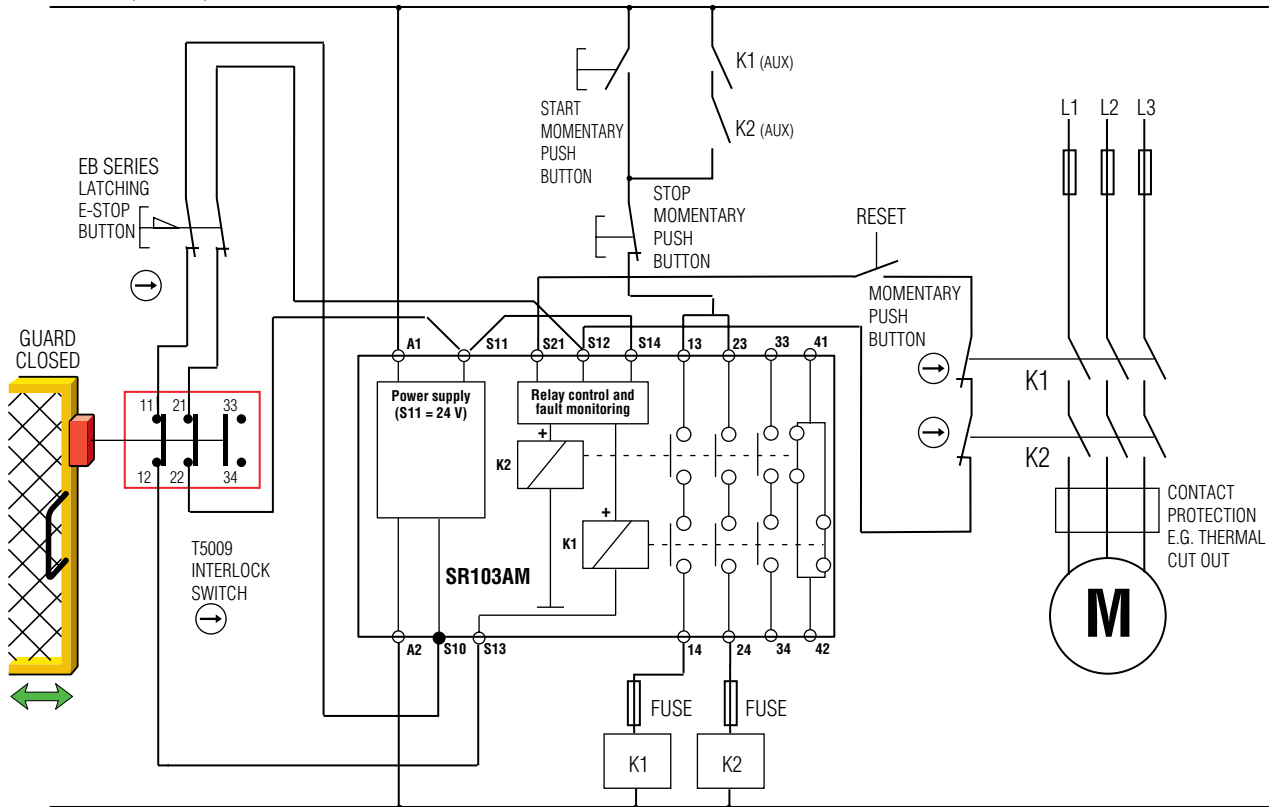 K1 (AUX)
K2 (AUX)
START
MOMENTARY
PUSH
BUTTON
L1 L2 L3
EB SERIES
LATCHING
E-STOP
BUTTON
STOP
MOMENTARY
PUSH
BUTTON
RESET
MOMENTARY
PUSH
BUTTON
GUARD
CLOSED
A1 S11 S21 S12 S14 13 23 33 41
Power supply
(S11 = 24 V)
Relay control and
fault monitoring
11 21 33
12 22 34
+
K2
+
K1
K1
K2
T5009
INTERLOCK
SWITCH
SR103AM
CONTACT
PROTECTION
E.G. THERMAL
CUT OUT
M
A2 S10 S13 14 24 34 42
FUSE FUSE
K1 K2